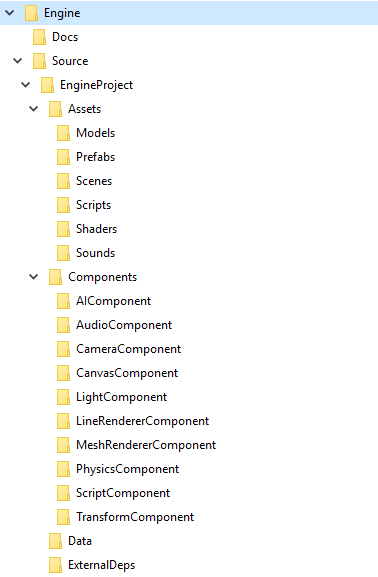 Engine
Docs
Source
EngineProject
Assets
Models
Prefabs
Scenes
Scripts
Shaders
Sounds
Components
AIComponent
AudioComponent
CameraComponent
CanvasComponent
LightComponent
LineRendererComponent
MeshRendererComponent
PhysicsComponent
ScriptComponent
TransformComponent
Data
ExternalDeps